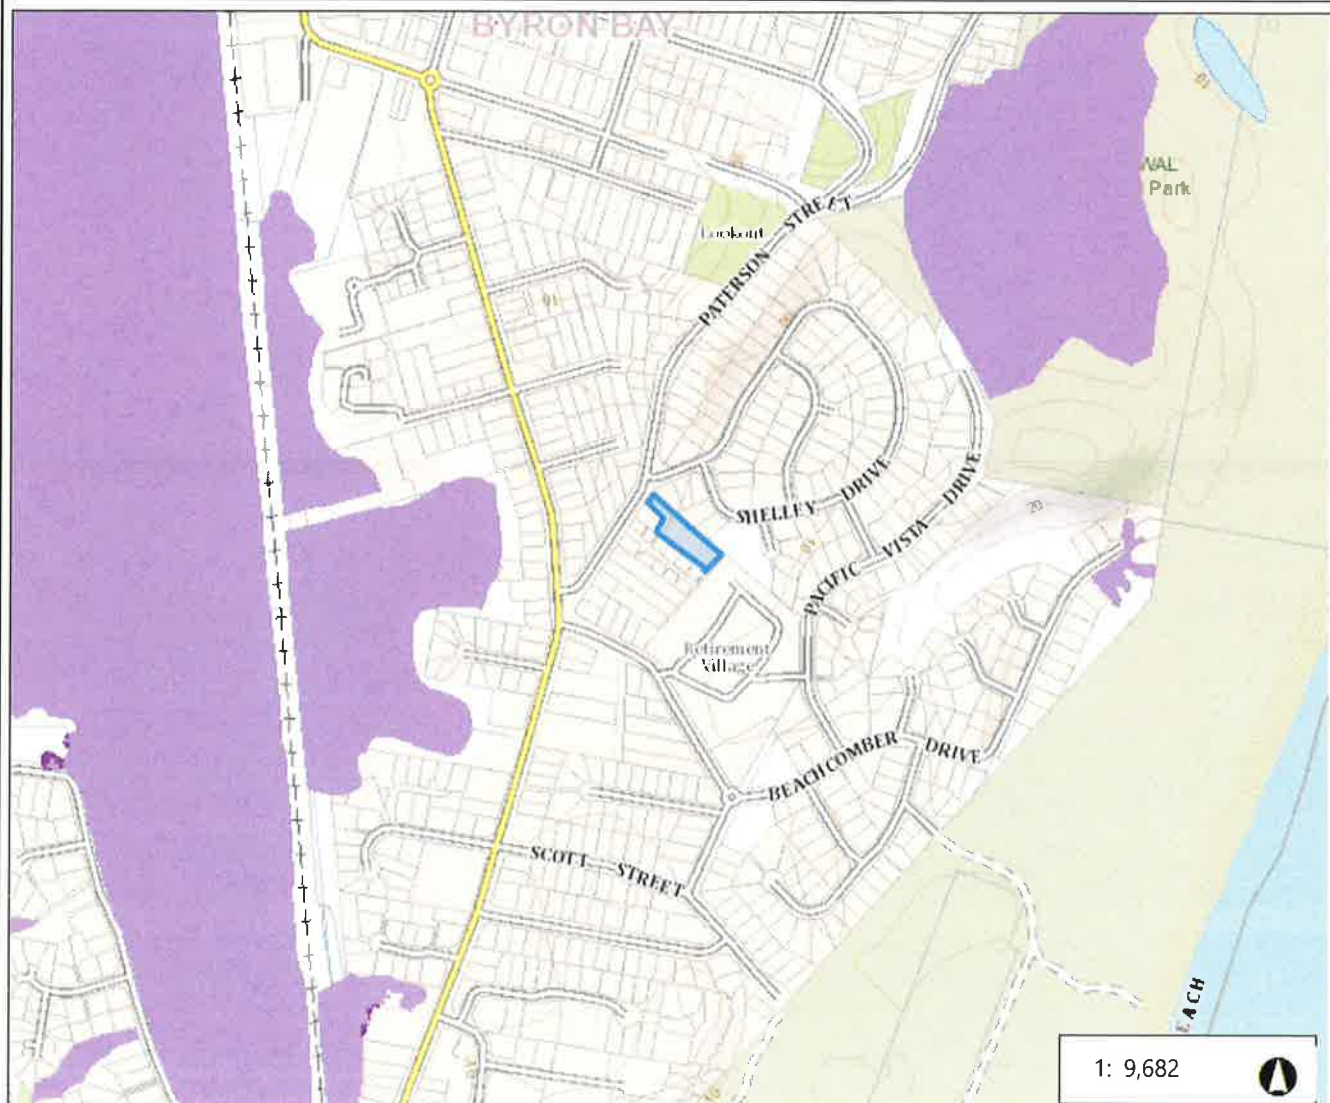 BYRON BAY
Park
Lookout
PATERSON STREET
SHELLEY DRIVE
PACIFIC VISTA DRIVE
20
Retirement
Village
BEACHCOMBER DRIVE
SCOTT STREET
1: 9,682